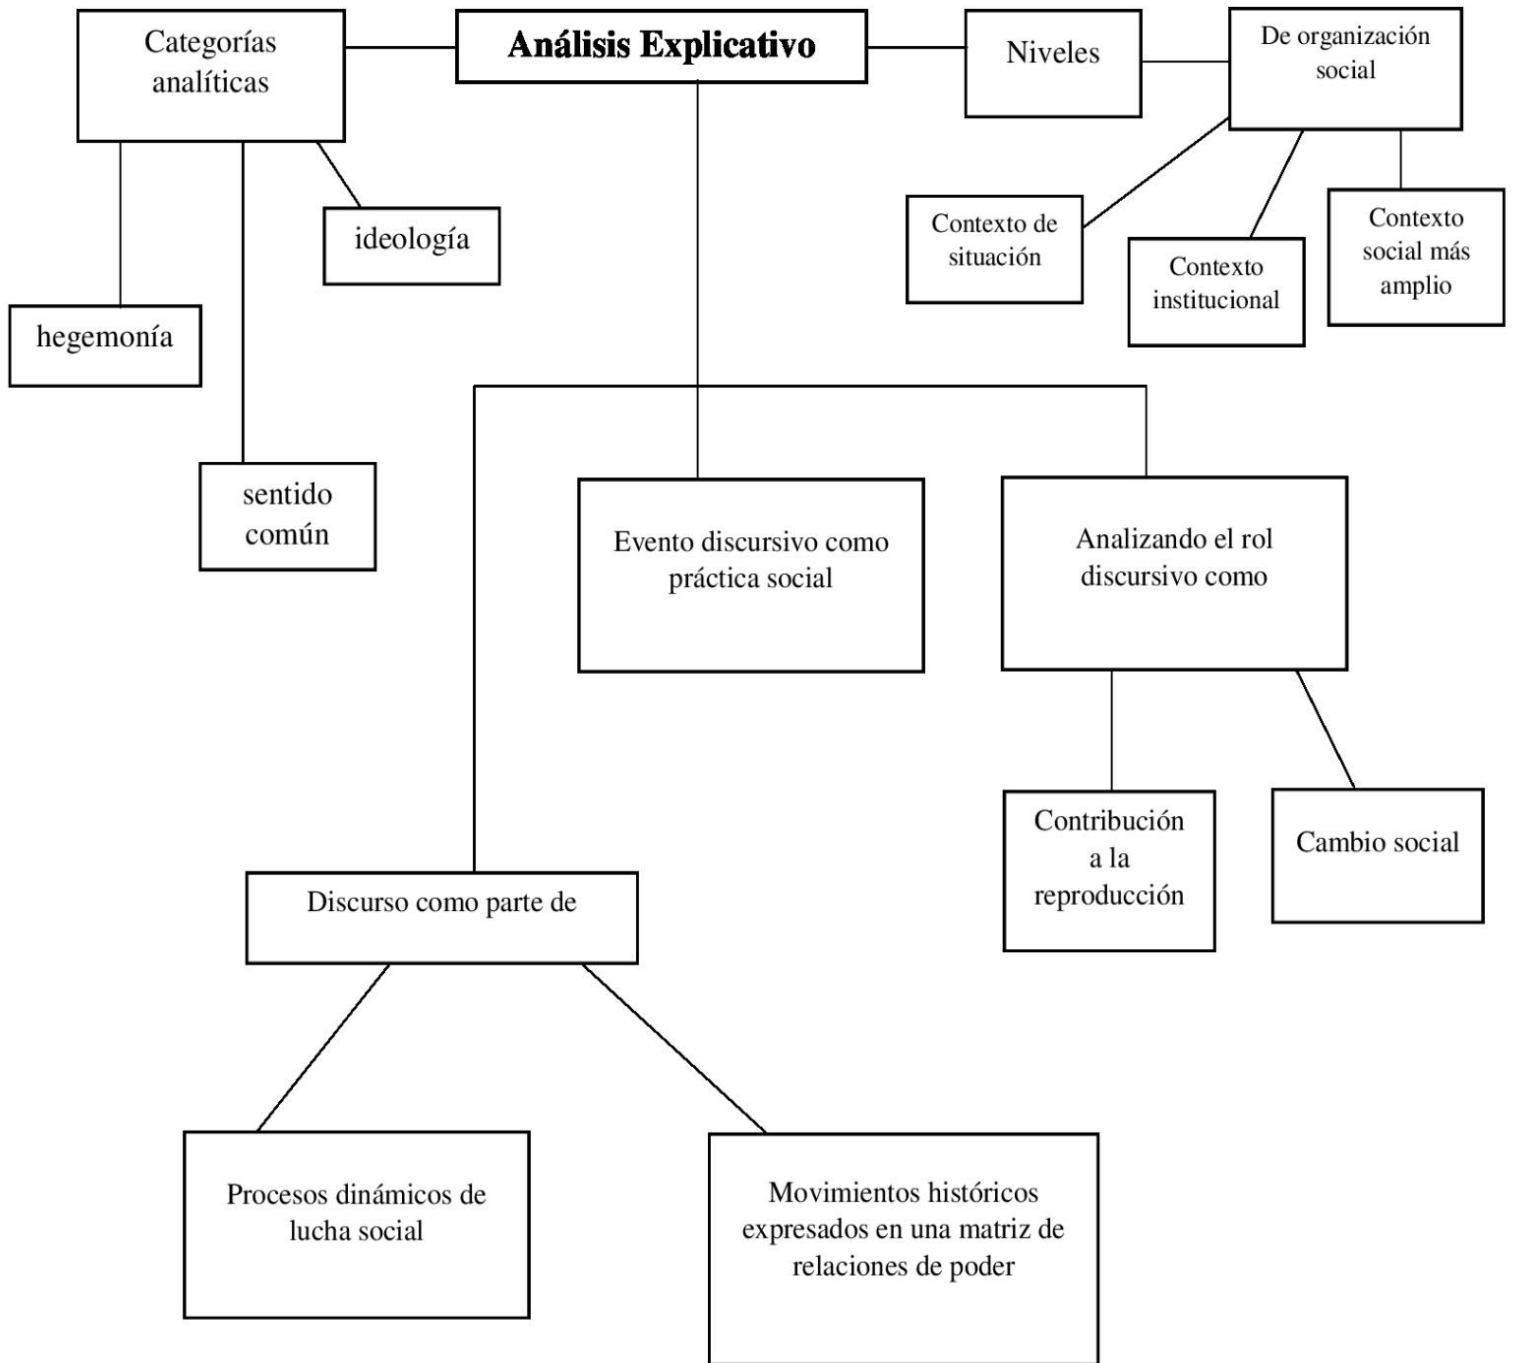 Categorías
analíticas
Análisis Explicativo
Niveles
De organización
social
ideología
hegemonía
sentido
común
Contexto de
situación
Contexto
institucional
Contexto
social más
amplio
Evento discursivo como
práctica social
Analizando el rol
discursivo como
Contribución
a la
reproducción
Cambio social
Discurso como parte de
Procesos dinámicos de
lucha social
Movimientos históricos
expresados en una matriz de
relaciones de poder